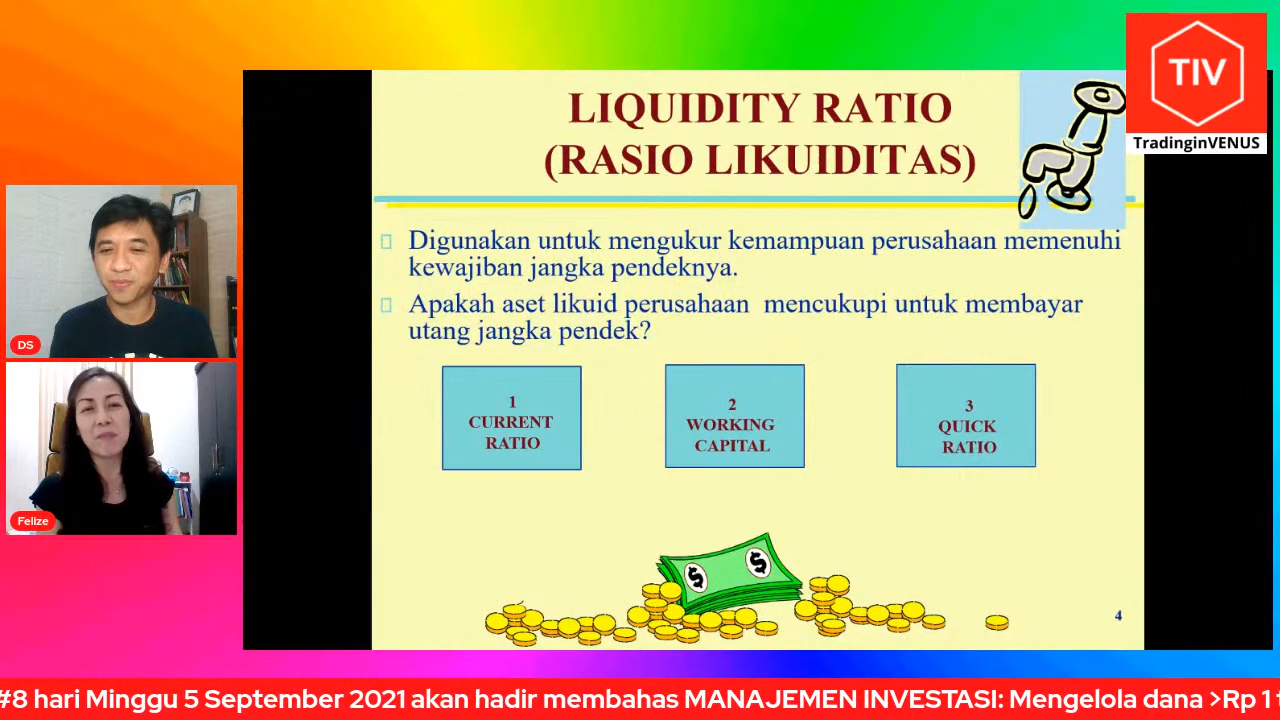 TIV
TradinginVENUS
LIQUIDITY RATIO
(RASIO LIKUIDITAS)
Digunakan untuk mengukur kemampuan perusahaan memenuhi
kewajiban jangka pendeknya.
Apakah aset likuid perusahaan mencukupi untuk membayar
utang jangka pendek?
1
CURRENT
RATIO
2
WORKING
CAPITAL
3
QUICK
RATIO
$ $
4
DS
Felize
#8 hari Minggu 5 September 2021 akan hadir membahas MANAJEMEN INVESTASI: Mengelola dana >Rp 1